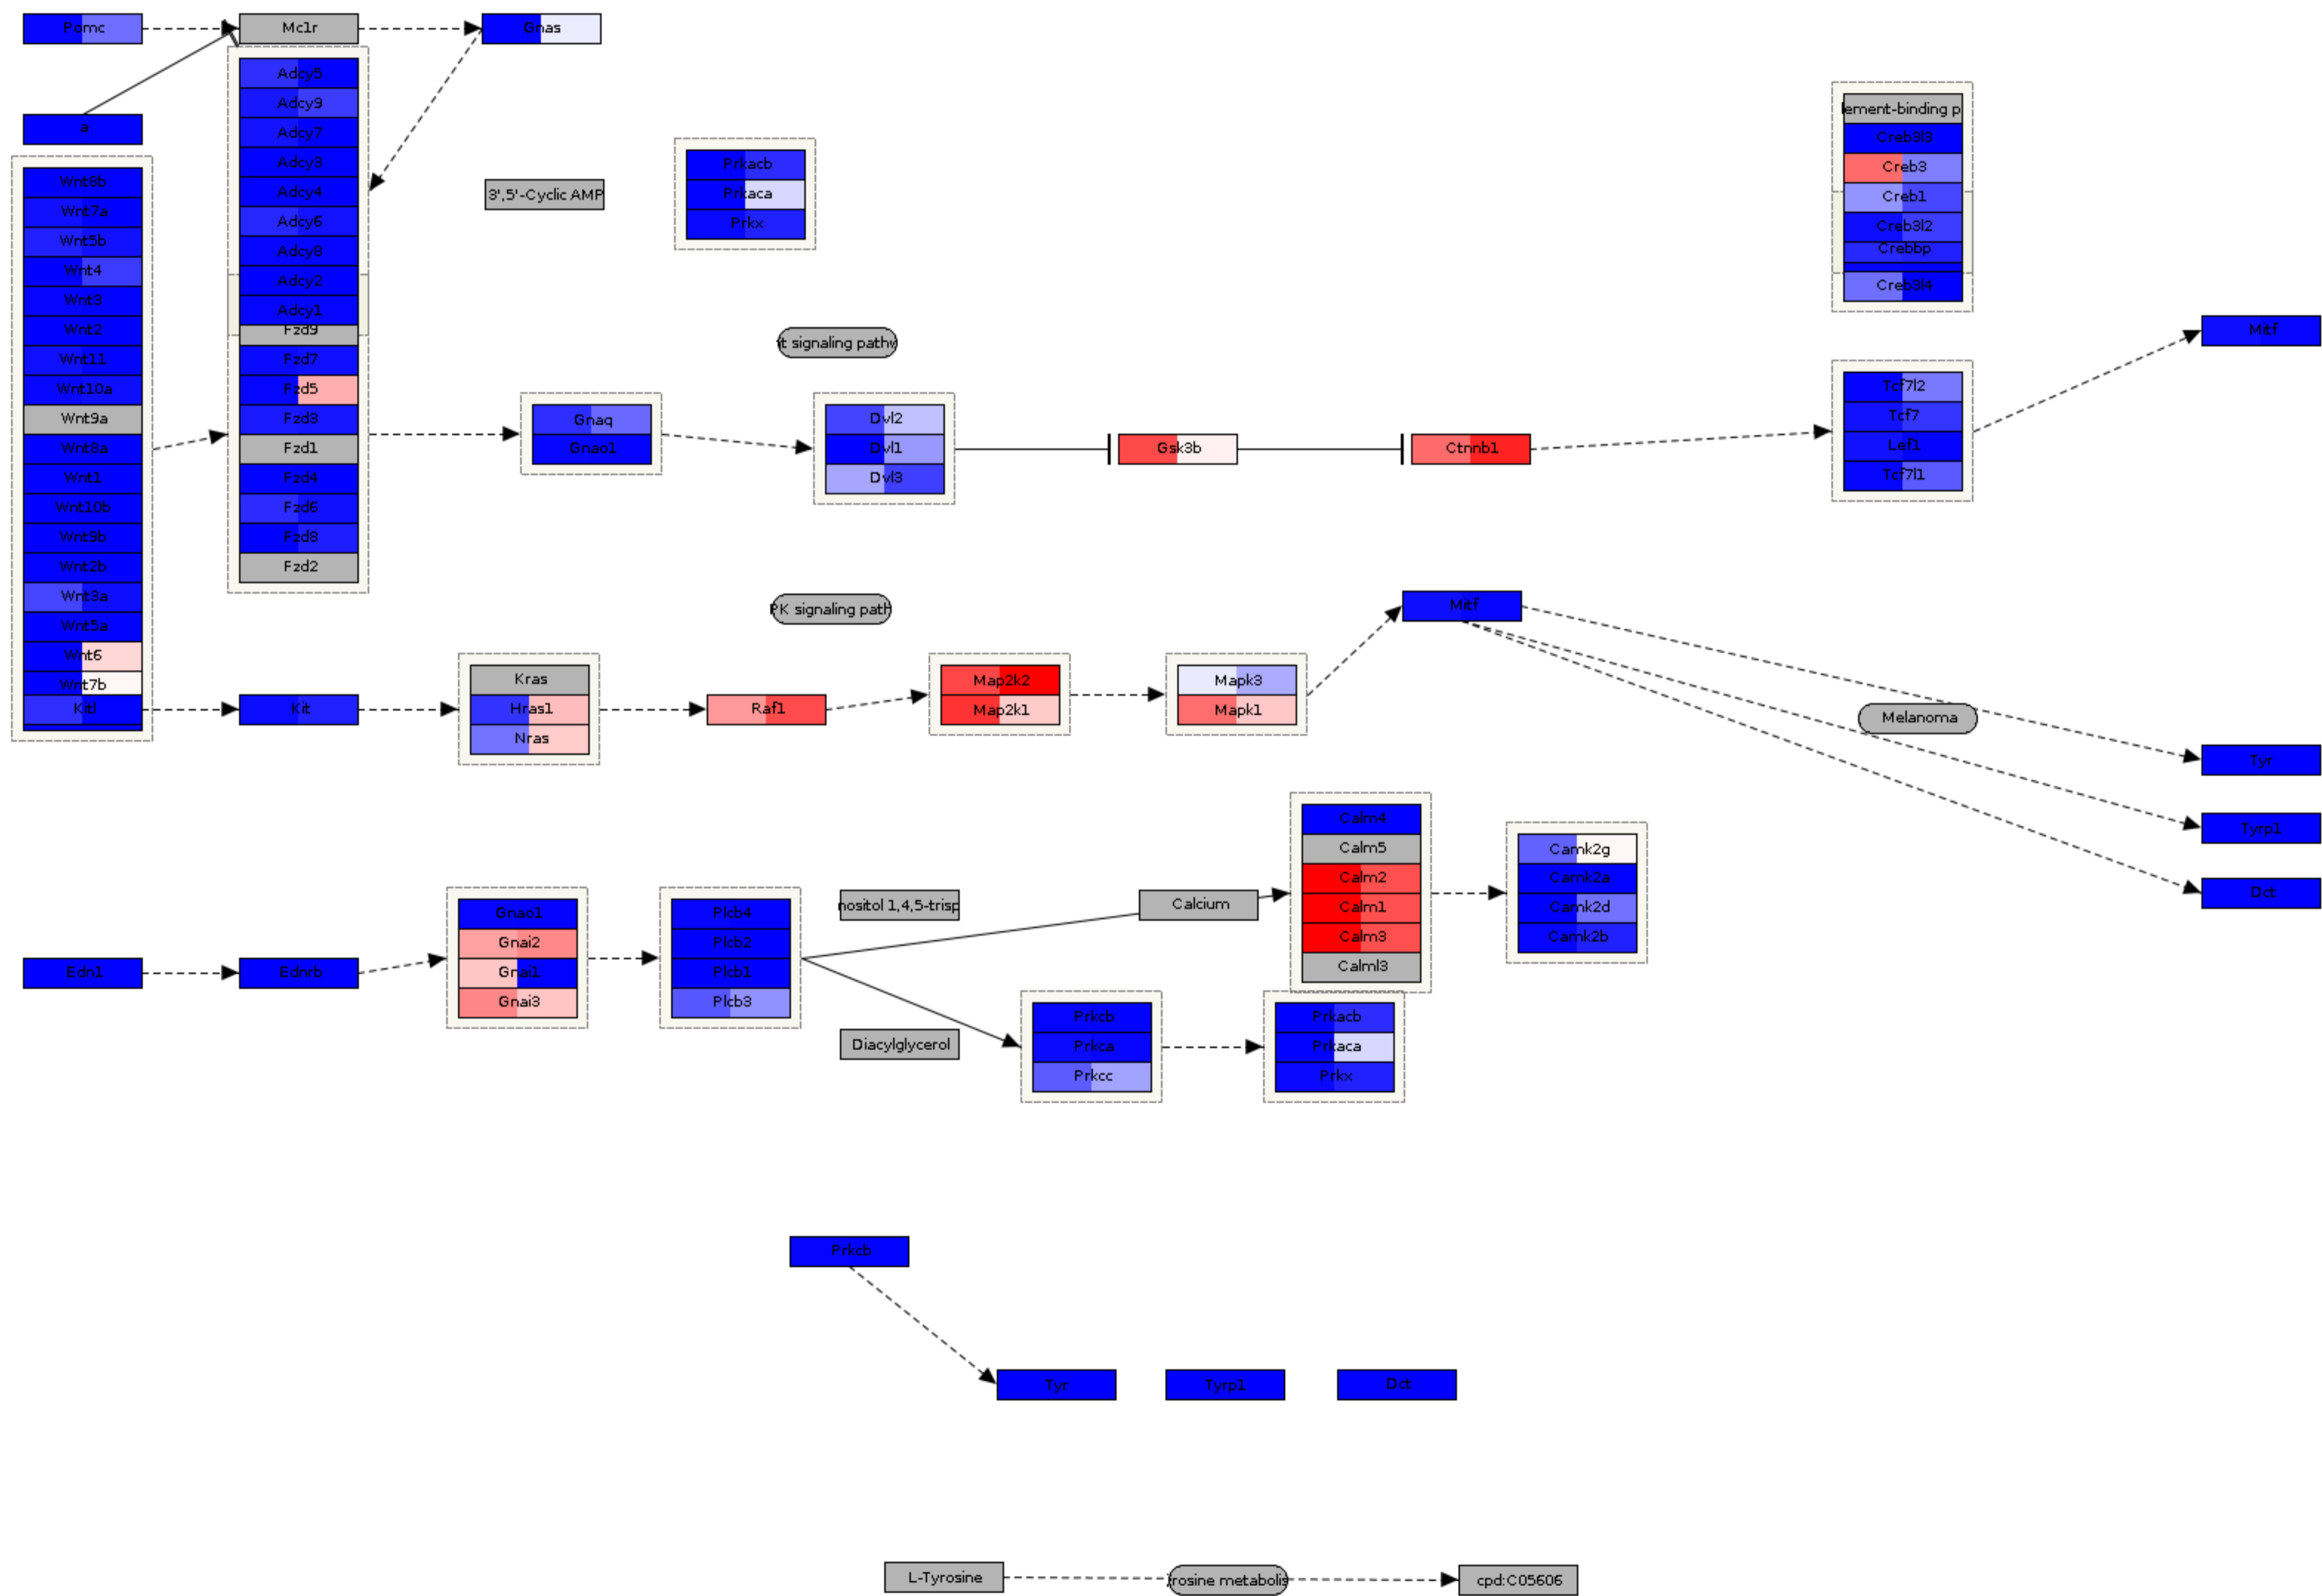 Pomc
Mc1r
Gnas
a
Adcy5
Adcy9
Adcy7
Adcy3
Adcy4
Adcy6
Adcy8
Adcy2
Adcy1
Fzd9
Fzd7
Fzd5
Fzd3
Fzd1
Fzd4
Fzd6
Fzd8
Fzd2
Wnt8b
Wnt7a
Wnt5b
Wnt4
Wnt3
Wnt2
Wnt11
Wnt10a
Wnt9a
Wnt8a
Wnt1
Wnt10b
Wnt9b
Wnt2b
Wnt3a
Wnt5a
Wnt6
Wnt7b
Kitl
3',5'-Cyclic AMP
Prkacb
Prkaca
Prkx
lement-binding p
Creb3l3
Creb3
Creb1
Creb3l2
Crebbp
Creb3l4
Mitf
t signaling pathw
Gnaq
Gnao1
Dvl2
Dvl1
Dvl3
Gsk3b
Ctnnb1
Tcf7l2
Tcf7
Lef1
Tcf7l1
PK signaling path
Kit
Kras
Hras1
Nras
Raf1
Map2k2
Map2k1
Mapk3
Mapk1
Mitf
Melanoma
Tyr
Tyrp1
Dct
Edn1
Ednrb
Gnao1
Gnai2
Gnai1
Gnai3
Plcb4
Plcb2
Plcb1
Plcb3
nositol 1,4,5-trisp
Calcium
Calm4
Calm5
Calm2
Calm1
Calm3
Calml3
Camk2g
Camk2a
Camk2d
Camk2b
Diacylglycerol
Prkcb
Prkca
Prkcc
Prkacb
Prkaca
Prkx
Prkcb
Tyr
Tyrp1
Dct
L-Tyrosine
rosine metabolis
cpd:C05606